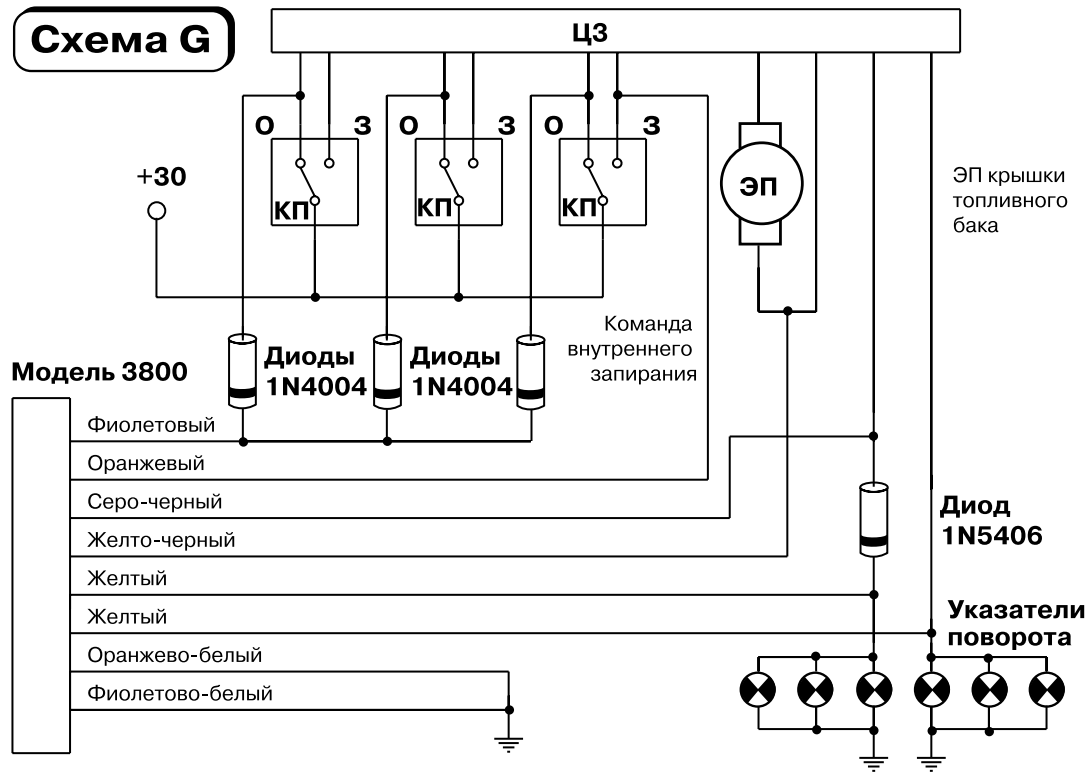 Схема G
ЦЗ
О З О З О З
+30
КП КП КП
ЭП
ЭП крышки
топливного
бака
Команда
внутреннего
запирания
Диоды
1N4004
Диоды
1N4004
Модель 3800
Фиолетовый
Оранжевый
Серо-черный
Желто-черный
Желтый
Желтый
Оранжево-белый
Фиолетово-белый
Диод
1N5406
Указатели
поворота